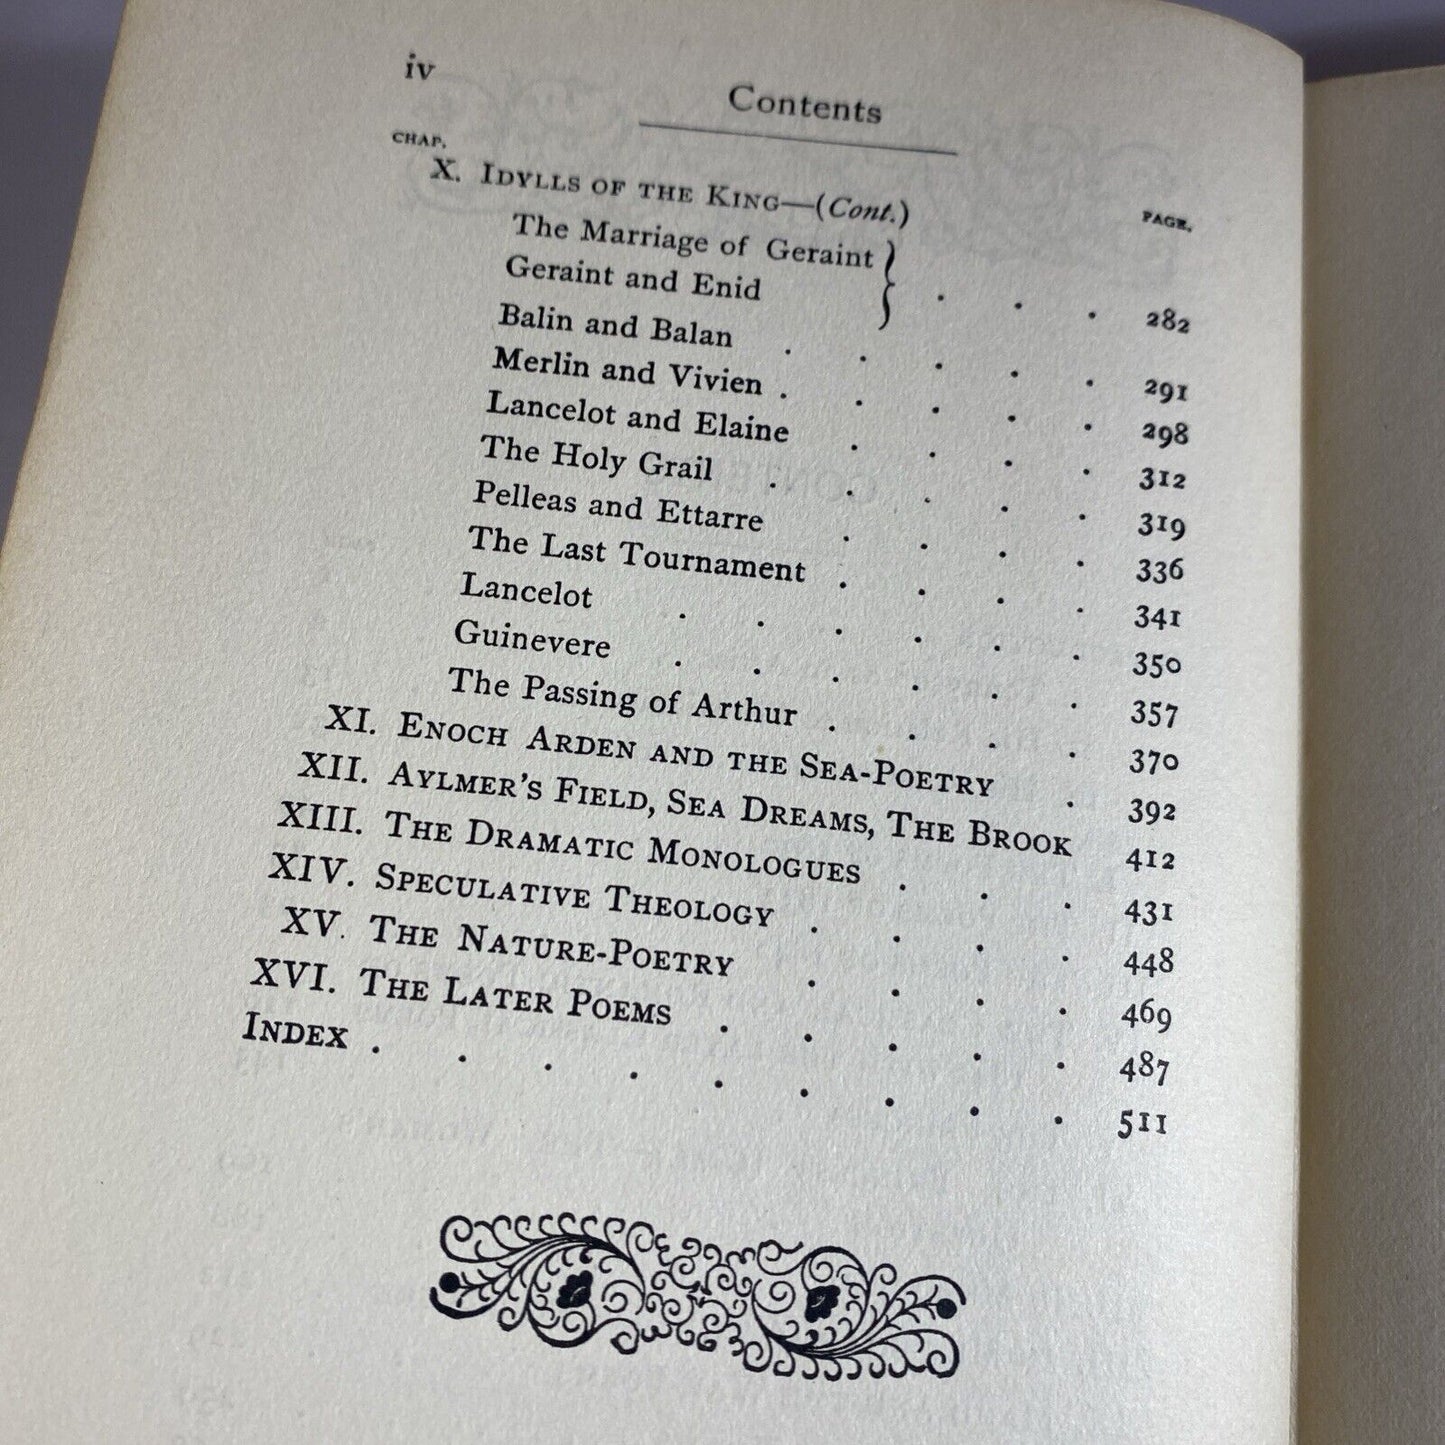 iv
Contents
CHAP.
PAGE.
X. IDYLLS OF THE KING—(Cont.)
The Marriage of Geraint
Geraint and Enid } . . . 282
Balin and Balan . . . . . 291
Merlin and Vivien . . . . . 298
Lancelot and Elaine . . . . 312
The Holy Grail . . . . . 319
Pelleas and Ettarre . . . . 336
The Last Tournament . . . . 341
Lancelot . . . . . . 350
Guinevere . . . . . . 357
The Passing of Arthur . . . . 370
XI. ENOCH ARDEN AND THE SEA-POETRY . 392
XII. AYLMER'S FIELD, SEA DREAMS, THE BROOK 412
XIII. THE DRAMATIC MONOLOGUES . . . 431
XIV. SPECULATIVE THEOLOGY . . . . 448
XV. THE NATURE-POETRY . . . . 469
XVI. THE LATER POEMS . . . . . 487
INDEX . . . . . . . . . 511